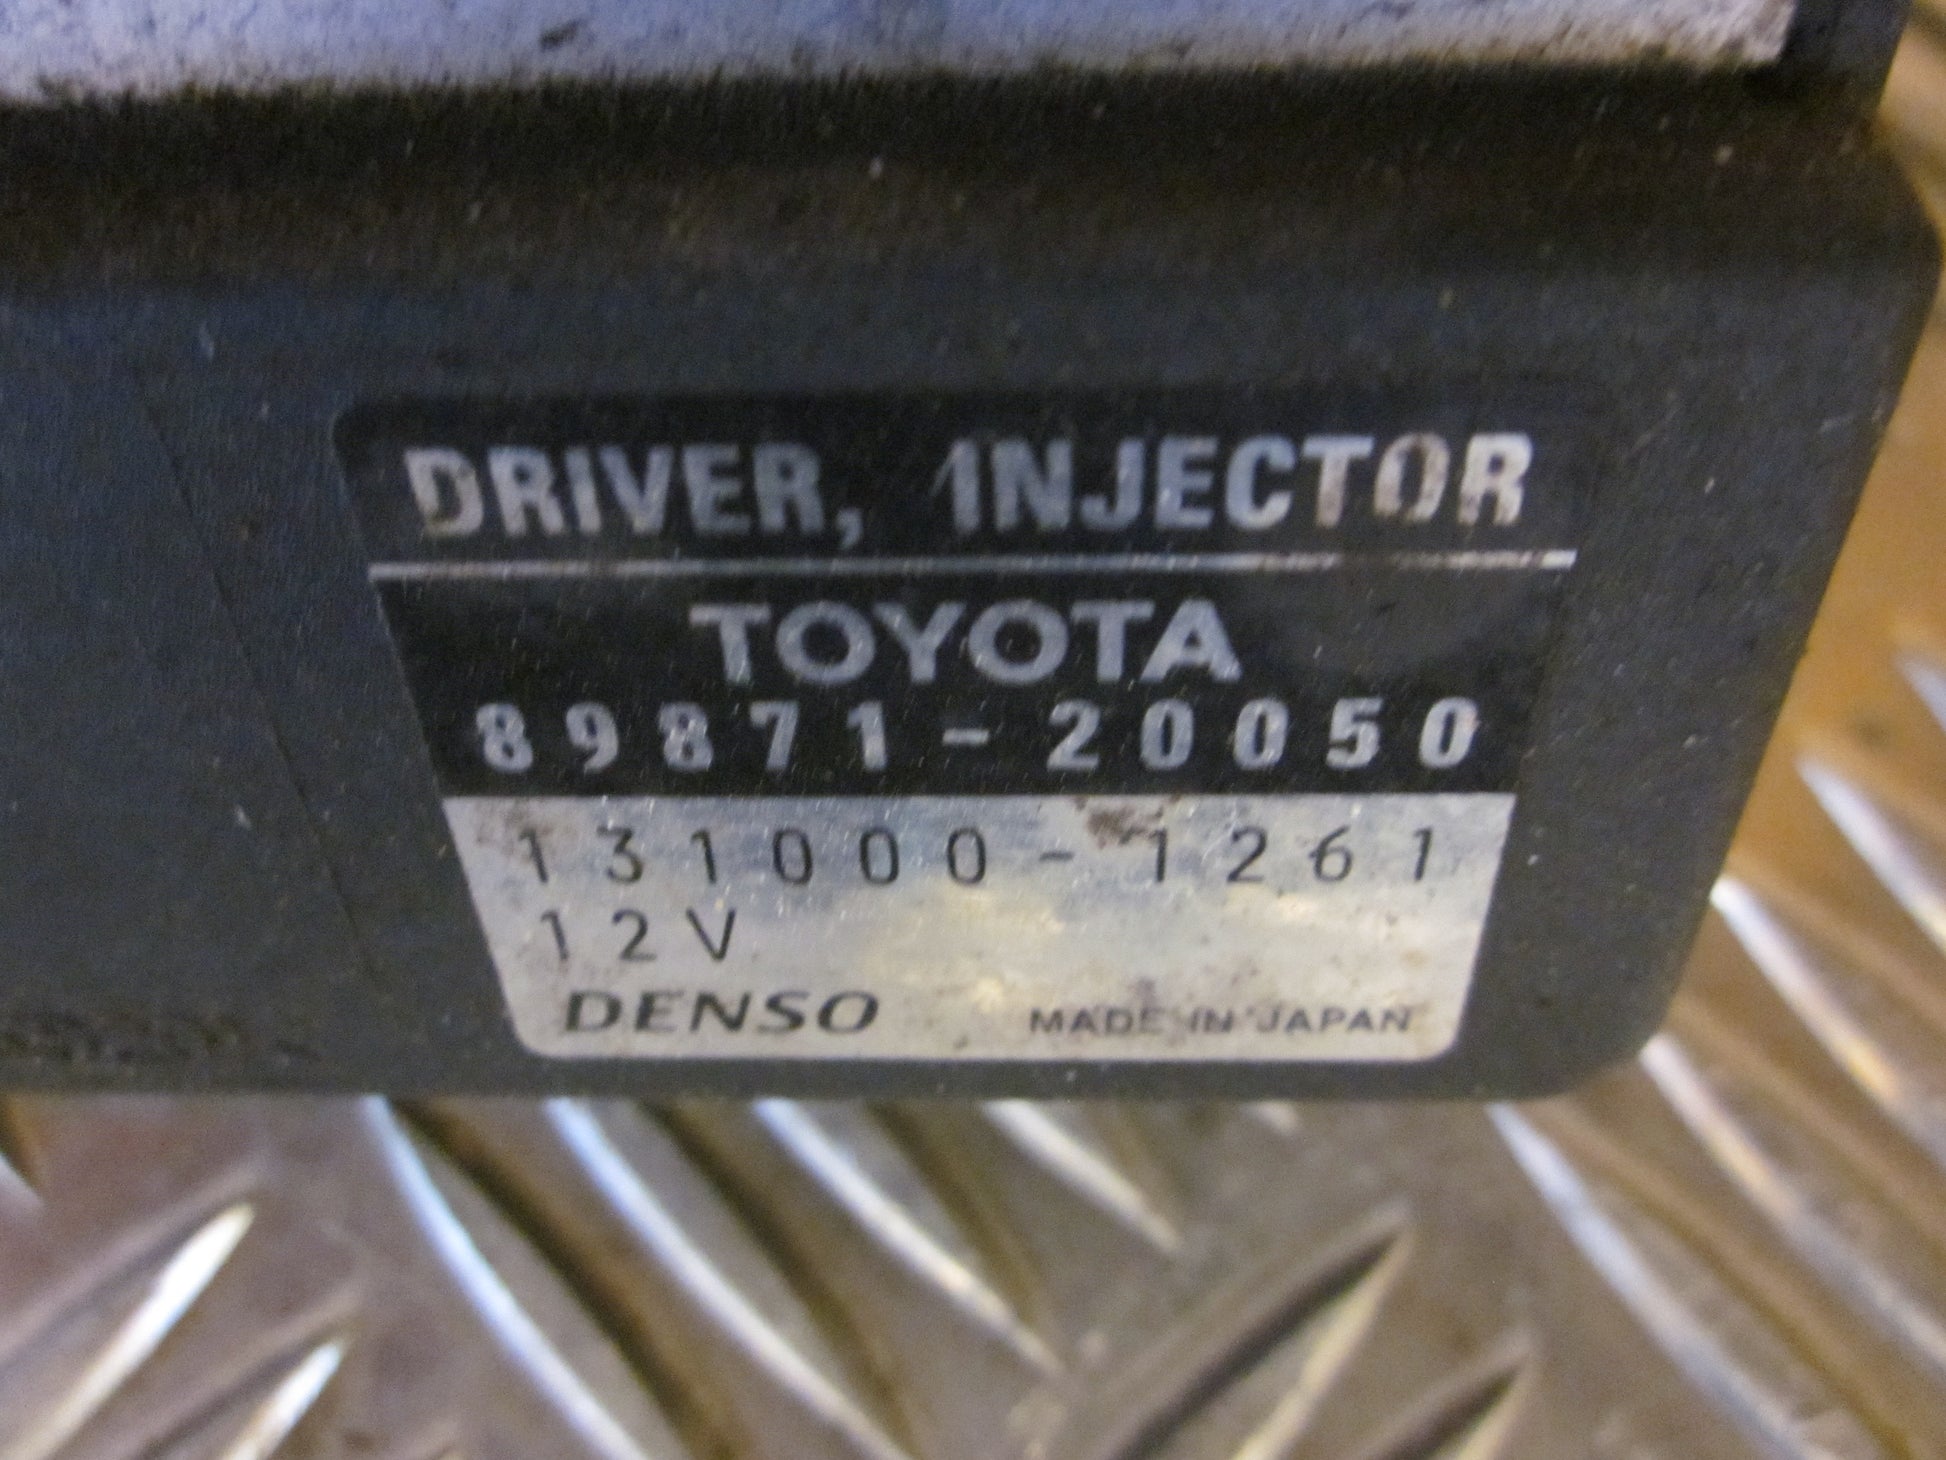 DRIVER, INJECTOR
TOYOTA
89871-20050
131000-1261
12V
DENSO MADE IN JAPAN